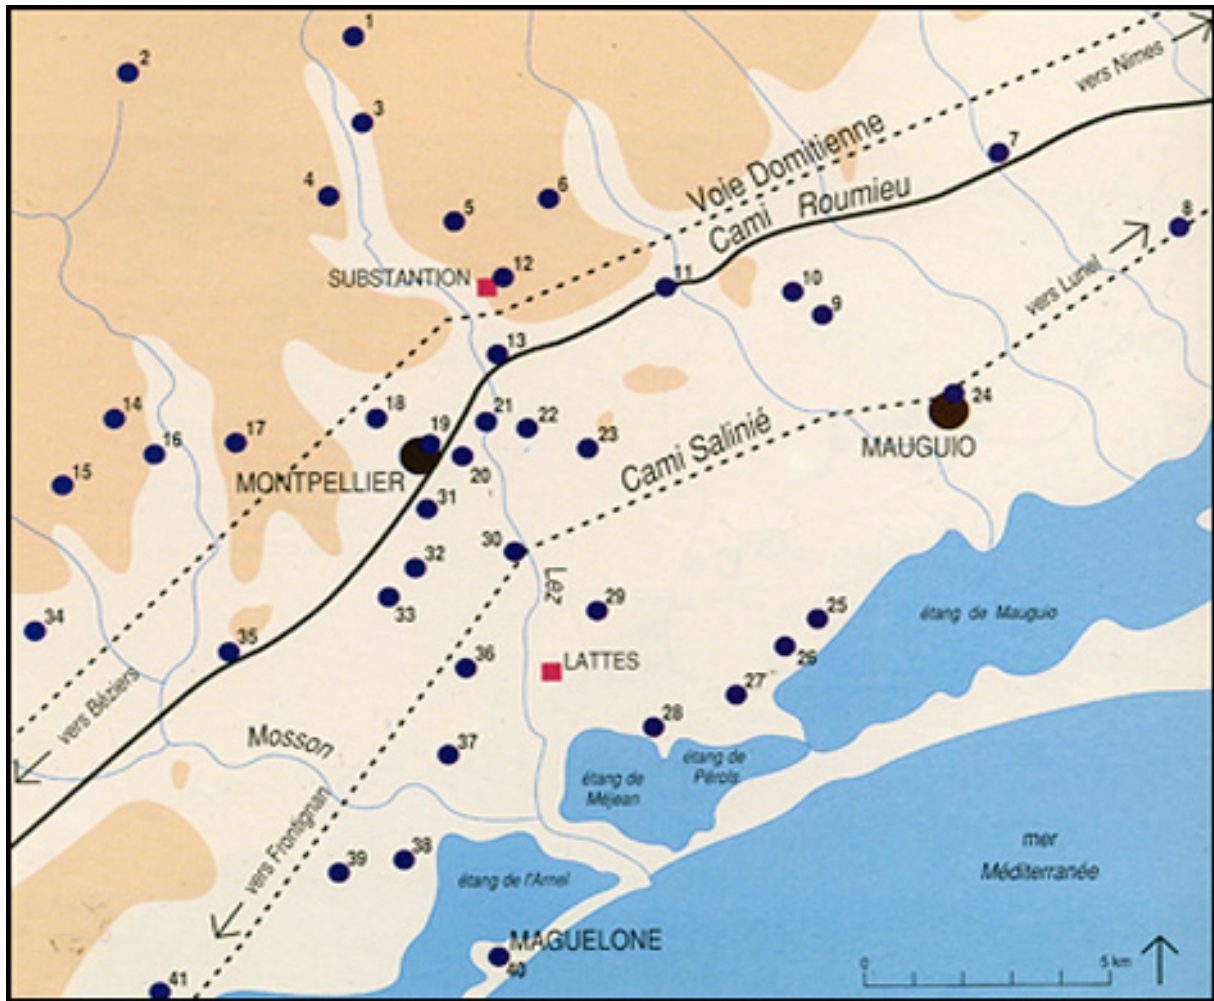 1
2
3
vers Nîmes
Voie Domitienne
7
4
6
5
Cami Roumieu
8
12
SUBSTANTION
11
10
vers Lunel
9
13
14
18
21
22
24
16
17
19
23
Cami Salinié
MAUGUIO
15
MONTPELLIER
20
31
30
32
Lez
33
29
25
étang de Mauguio
34
35
26
36
LATTES
27
vers Béziers
28
Mosson
37
étang de
Pérols
étang de
Méjean
vers Frontignan
39
38
mer
Méditerranée
étang de l'Arnel
MAGUELONE
40
0
5 km
41